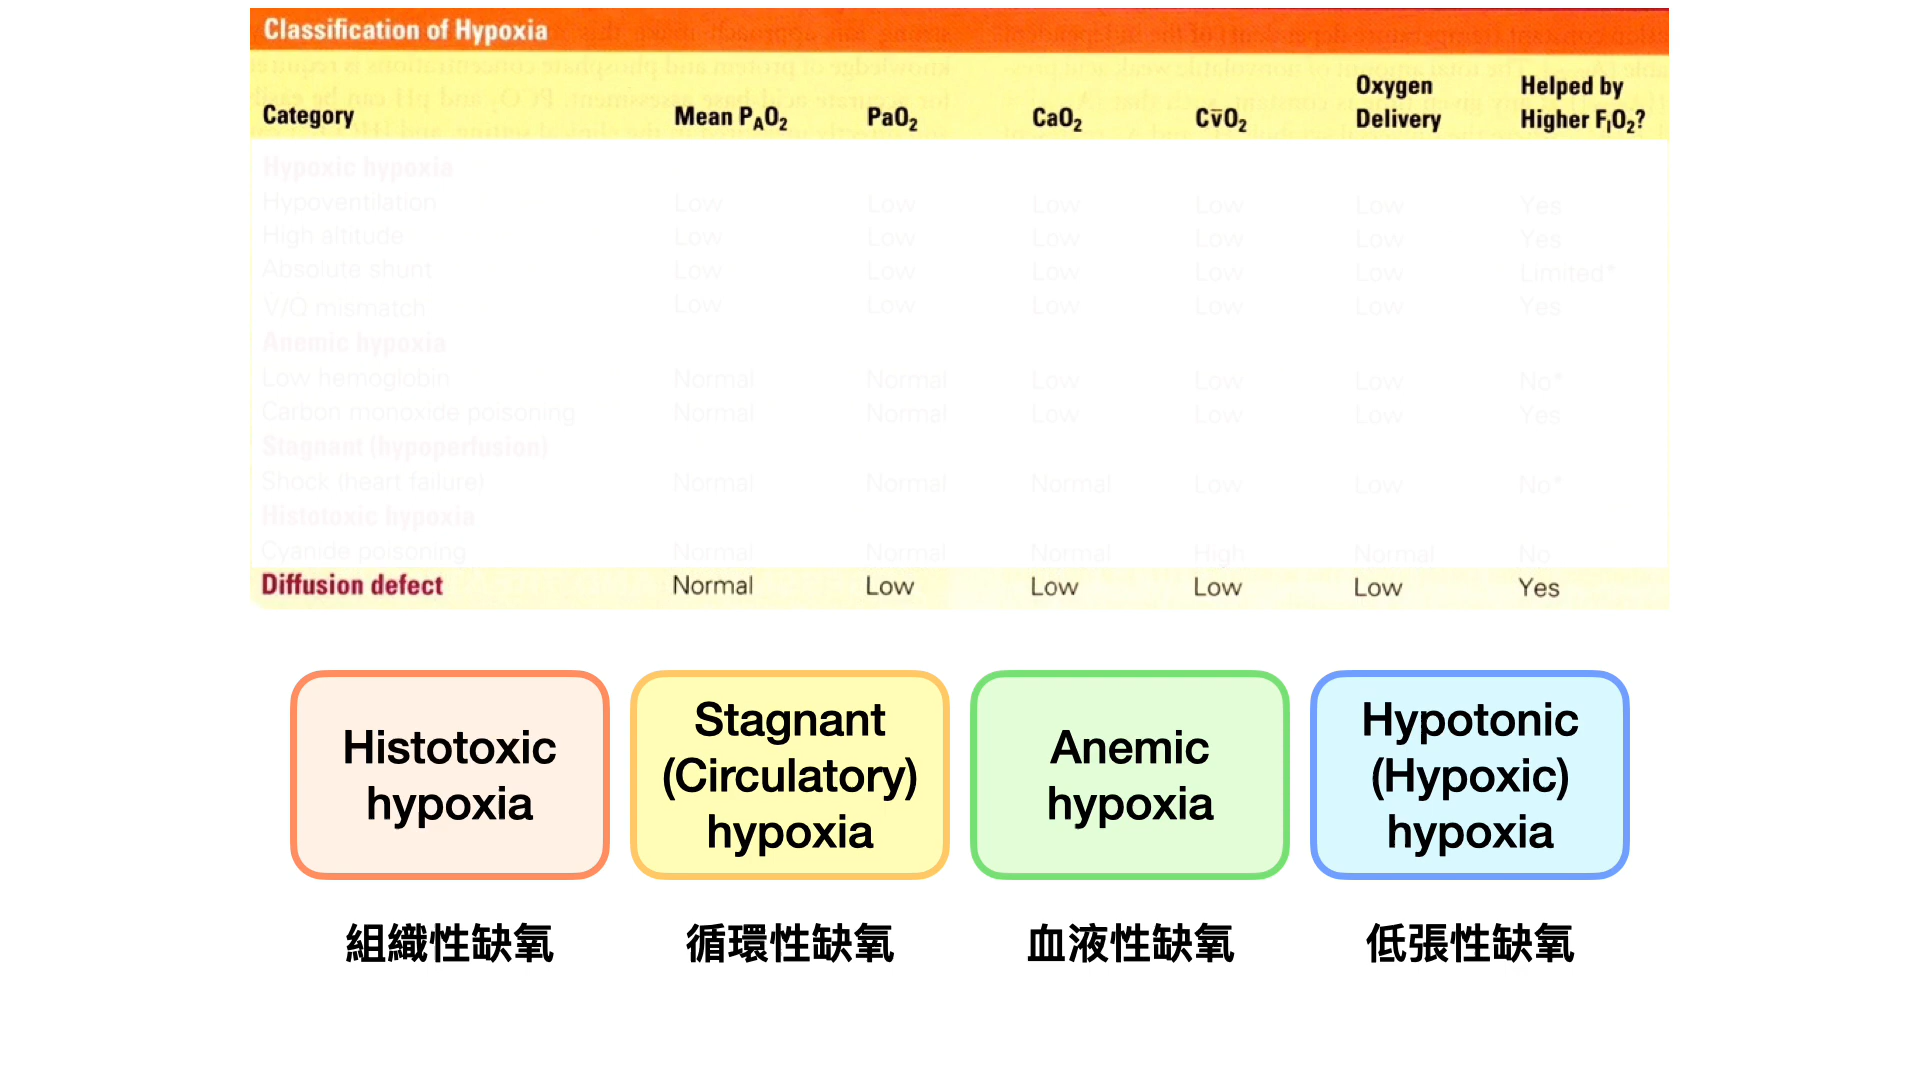 Classification of Hypoxia
Category Mean PAO2 PaO2 CaO2 Cv̄O2 Oxygen Delivery Helped by Higher FIO2?
Hypoxic hypoxia
Hypoventilation Low Low Low Low Low Yes
High altitude Low Low Low Low Low Yes
Absolute shunt Low Low Low Low Low Limited*
V̇/Q̇ mismatch Low Low Low Low Low Yes
Anemic hypoxia
Low hemoglobin Normal Normal Low Low Low No*
Carbon monoxide poisoning Normal Normal Low Low Low Yes
Stagnant (hypoperfusion)
Shock (heart failure) Normal Normal Normal Low Low No*
Histotoxic hypoxia
Cyanide poisoning Normal Normal Normal High Normal No
Diffusion defect Normal Low Low Low Low Yes
Histotoxic
hypoxia
Stagnant
(Circulatory)
hypoxia
Anemic
hypoxia
Hypotonic
(Hypoxic)
hypoxia
組織性缺氧
循環性缺氧
血液性缺氧
低張性缺氧